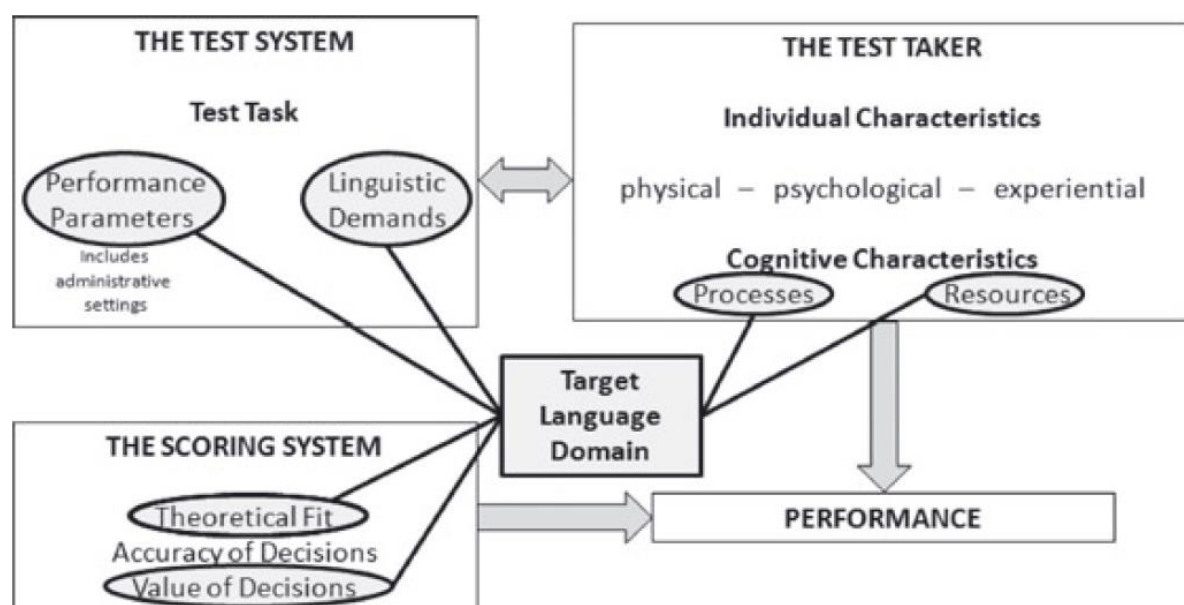 THE TEST SYSTEM
Test Task
Performance
Parameters
Includes
administrative
settings
Linguistic
Demands
THE TEST TAKER
Individual Characteristics
physical – psychological – experiential
Cognitive Characteristics
Processes
Resources
Target
Language
Domain
THE SCORING SYSTEM
Theoretical Fit
Accuracy of Decisions
Value of Decisions
PERFORMANCE